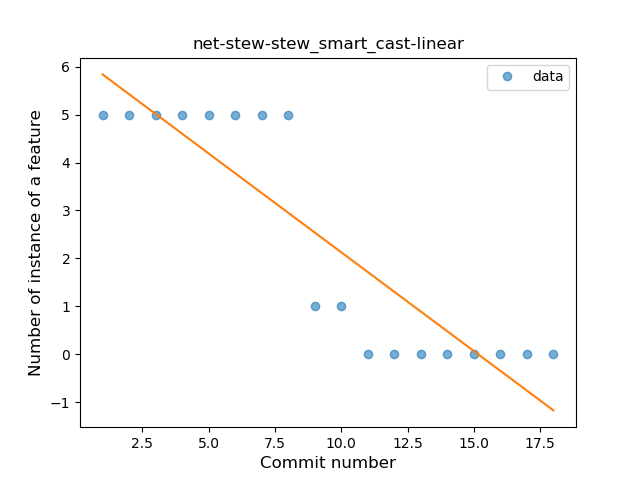 net-stew-stew_smart_cast-linear
data
Number of instance of a feature
6
5
4
3
2
1
0
−1
2.5 5.0 7.5 10.0 12.5 15.0 17.5
Commit number